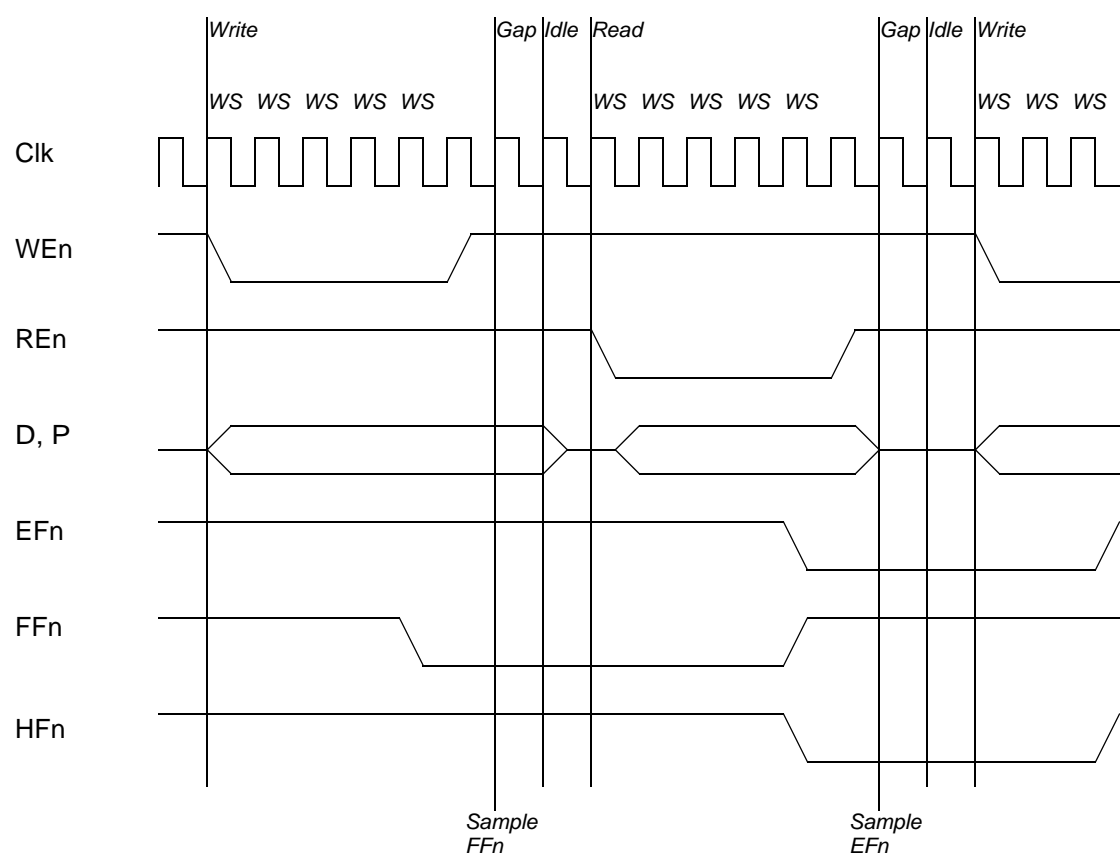 Write Gap Idle Read Gap Idle Write
WS WS WS WS WS WS WS WS WS WS WS WS WS
Clk
WEn
REn
D, P
EFn
FFn
HFn
Sample Sample
FFn EFn